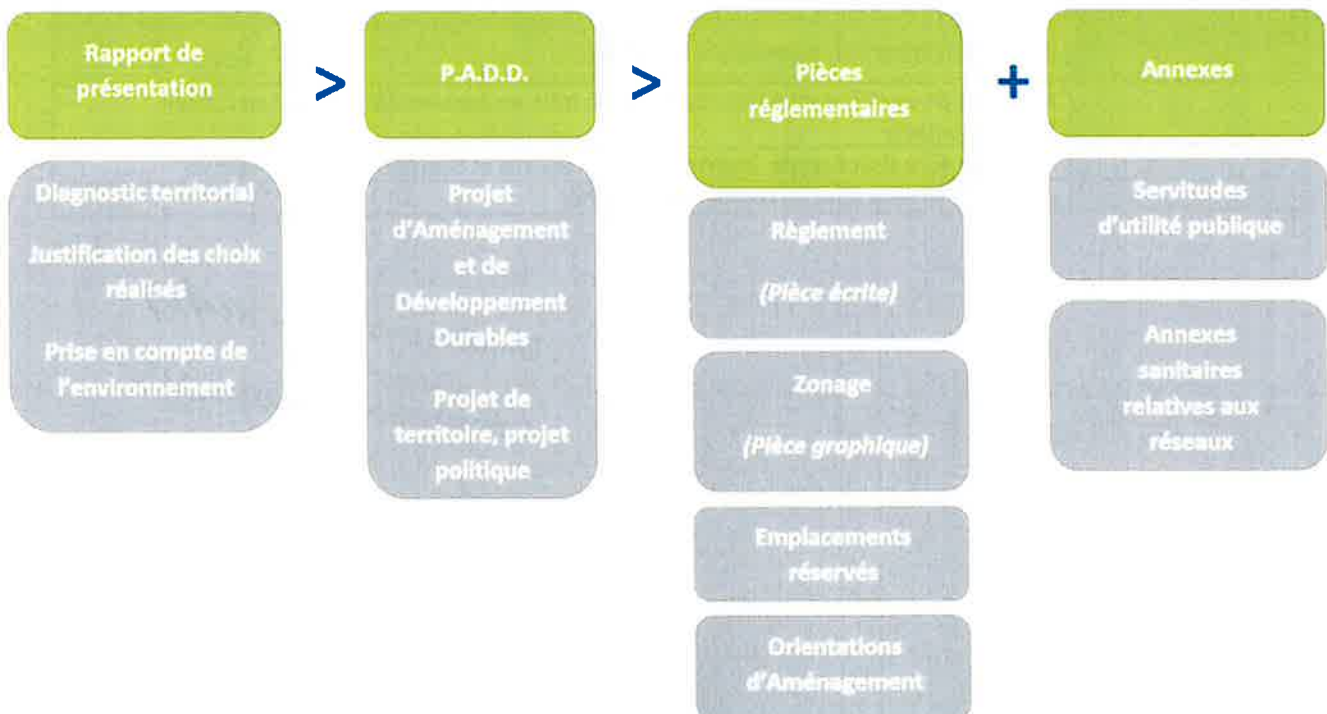 Rapport de
présentation
>
P.A.D.D.
>
Pièces
réglementaires
+
Annexes
Diagnostic territorial
Justification des choix
réalisés
Prise en compte de
l'environnement
Projet
d'Aménagement
et de
Développement
Durables
Projet de
territoire, projet
politique
Règlement
(Pièce écrite)
Zonage
(Pièce graphique)
Emplacements
réservés
Orientations
d'Aménagement
Servitudes
d'utilité publique
Annexes
sanitaires
relatives aux
réseaux